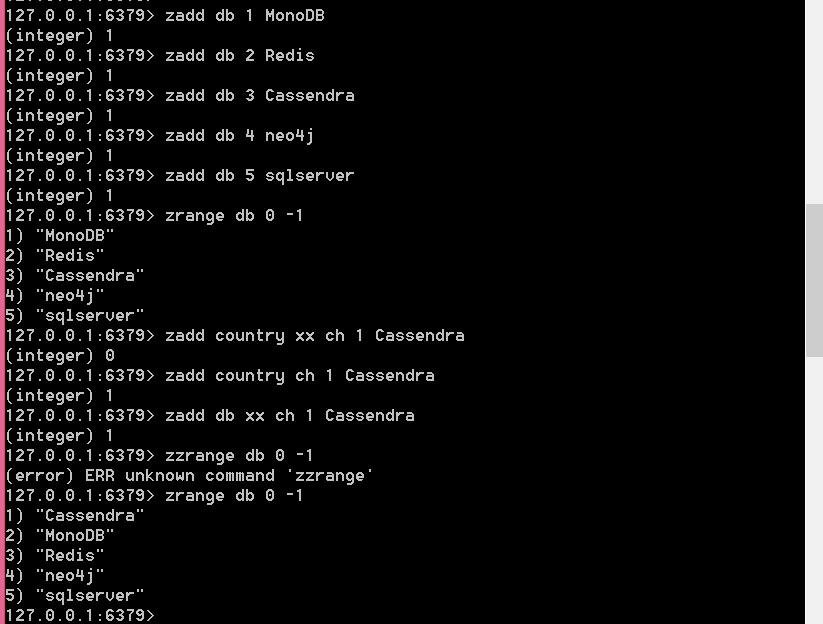 127.0.0.1:6379> zadd db 1 MonoDB
(integer) 1
127.0.0.1:6379> zadd db 2 Redis
(integer) 1
127.0.0.1:6379> zadd db 3 Cassendra
(integer) 1
127.0.0.1:6379> zadd db 4 neo4j
(integer) 1
127.0.0.1:6379> zadd db 5 sqlserver
(integer) 1
127.0.0.1:6379> zrange db 0 -1
1) "MonoDB"
2) "Redis"
3) "Cassendra"
4) "neo4j"
5) "sqlserver"
127.0.0.1:6379> zadd country xx ch 1 Cassendra
(integer) 0
127.0.0.1:6379> zadd country ch 1 Cassendra
(integer) 1
127.0.0.1:6379> zadd db xx ch 1 Cassendra
(integer) 1
127.0.0.1:6379> zzrange db 0 -1
(error) ERR unknown command 'zzrange'
127.0.0.1:6379> zrange db 0 -1
1) "Cassendra"
2) "MonoDB"
3) "Redis"
4) "neo4j"
5) "sqlserver"
127.0.0.1:6379>